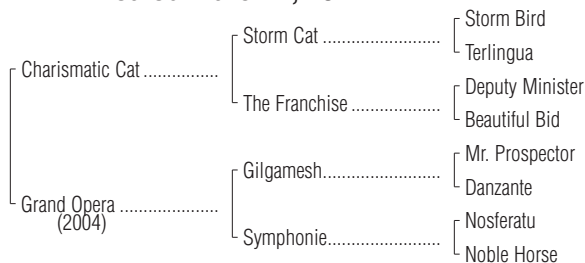 Storm Bird
Storm Cat
Terlingua
Charismatic Cat
Deputy Minister
The Franchise
Beautiful Bid
Mr. Prospector
Gilgamesh
Danzante
Grand Opera
(2004)
Nosferatu
Symphonie
Noble Horse